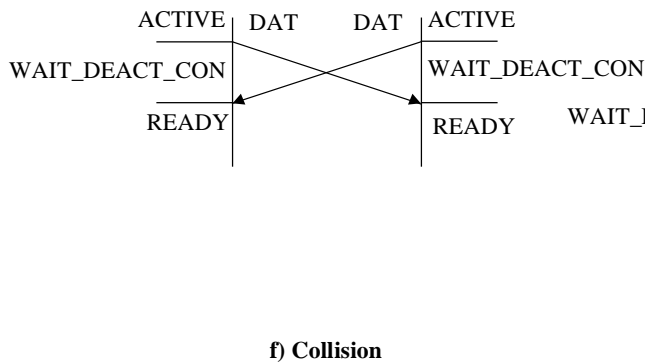 ACTIVE DAT DAT ACTIVE
WAIT_DEACT_CON WAIT_DEACT_CON
READY READY
f) Collision